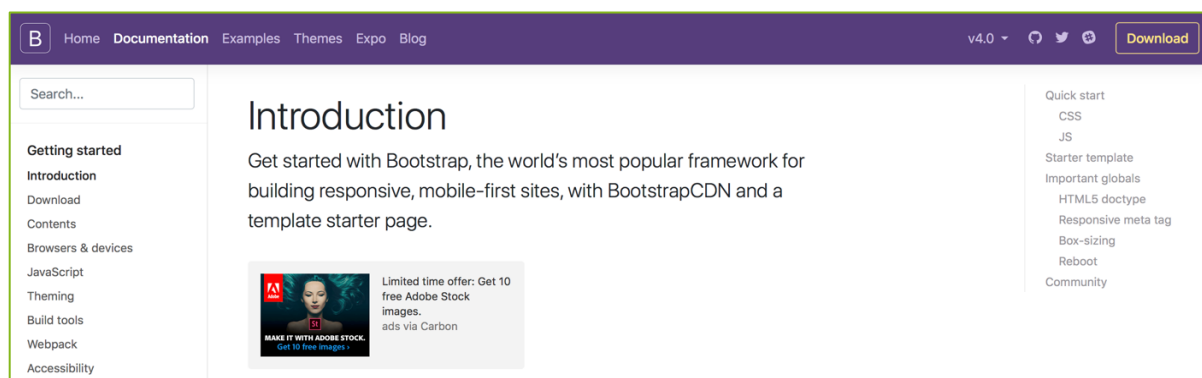 B Home Documentation Examples Themes Expo Blog v4.0 Download
Search...
Getting started
Introduction
Download
Contents
Browsers & devices
JavaScript
Theming
Build tools
Webpack
Accessibility
Introduction
Get started with Bootstrap, the world's most popular framework for
building responsive, mobile-first sites, with BootstrapCDN and a
template starter page.
Adobe
St
MAKE IT WITH ADOBE STOCK.
Get 10 free images ›
Limited time offer: Get 10
free Adobe Stock
images.
ads via Carbon
Quick start
CSS
JS
Starter template
Important globals
HTML5 doctype
Responsive meta tag
Box-sizing
Reboot
Community